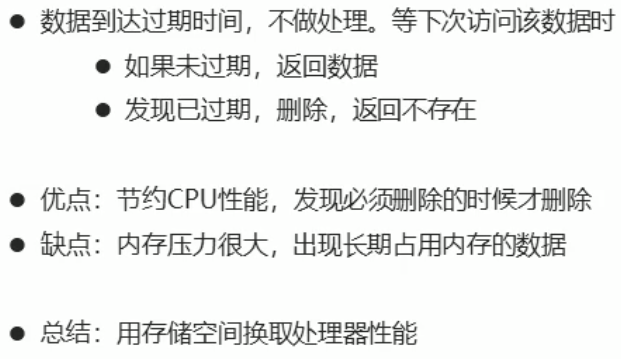 ● 数据到达过期时间，不做处理。等下次访问该数据时
● 如果未过期，返回数据
● 发现已过期，删除，返回不存在
● 优点：节约CPU性能，发现必须删除的时候才删除
● 缺点：内存压力很大，出现长期占用内存的数据
● 总结：用存储空间换取处理器性能